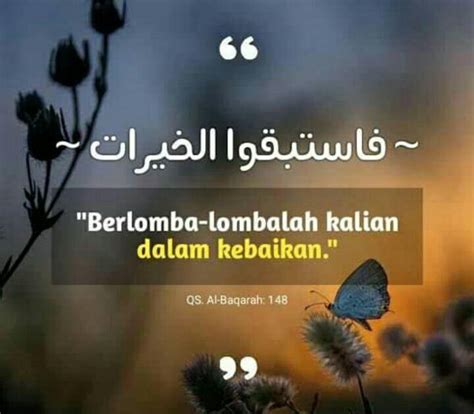 “
~ فاستبقوا الخيرات ~
"Berlomba-lombalah kalian
dalam kebaikan."
QS. Al-Baqarah: 148
”